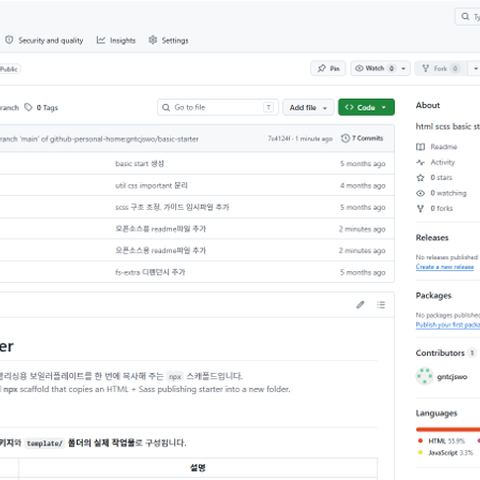 Security and quality
Insights
Settings
Public
Pin
Watch 0
Fork 0
0 Tags
Go to file
T
Add file
Code
About
ranch 'main' of github-personal-home:gntcjswo/basic-starter
1 minute ago
7 Commits
html scss basic
basic start 생성
5 months ago
Readme
util css important 분리
4 months ago
Activity
0 stars
scss 구조 조정, 가이드 임시파일 추가
5 months ago
0 watching
오픈소스용 readme파일 추가
2 minutes ago
0 forks
오픈소스용 readme파일 추가
2 minutes ago
Releases
fs-extra 디펜던시 추가
5 months ago
No releases published
Create a new release
Packages
No packages published
Publish your first
er
Contributors 1
보일러플레이트를 한 번에 복사해 주는 npx 스캐폴드입니다.
npx scaffold that copies an HTML + Sass publishing starter into a new folder.
gntcjswo
Languages
키지와 template/ 폴더의 실제 작업물로 구성됩니다.
HTML 55.9%
JavaScript 3.3%
설명